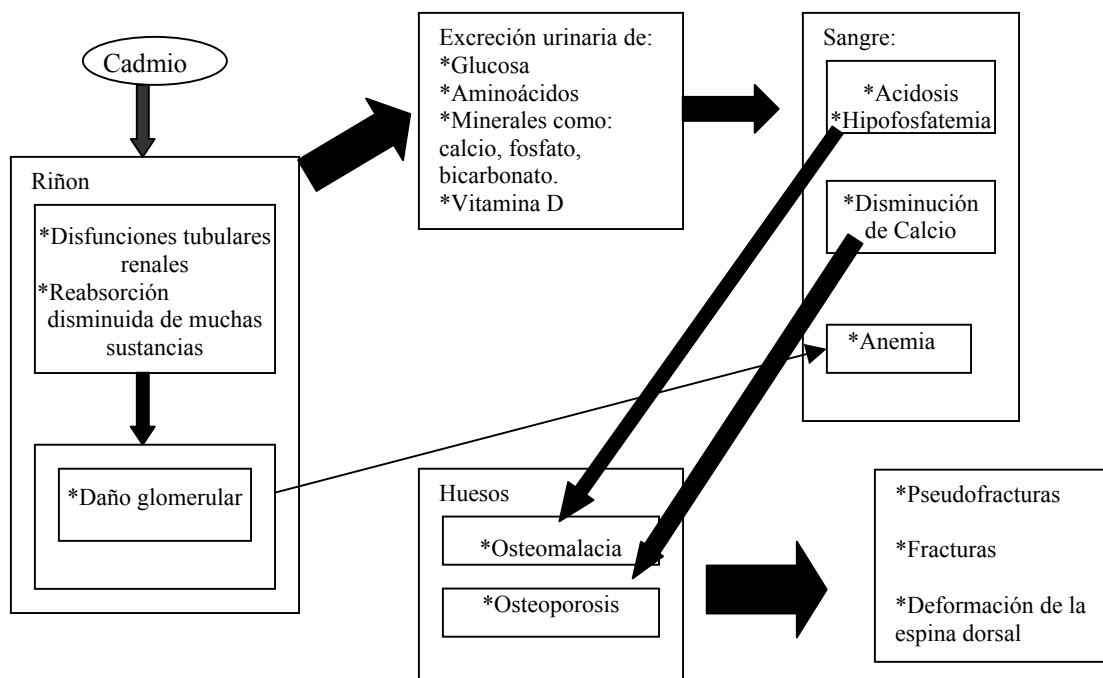 Cadmio
Riñon
*Disfunciones tubulares
renales
*Reabsorción
disminuida de muchas
sustancias
*Daño glomerular
Excreción urinaria de:
*Glucosa
*Aminoácidos
*Minerales como:
calcio, fosfato,
bicarbonato.
*Vitamina D
Sangre:
*Acidosis
*Hipofosfatemia
*Disminución
de Calcio
*Anemia
Huesos
*Osteomalacia
*Osteoporosis
*Pseudofracturas
*Fracturas
*Deformación de la
espina dorsal